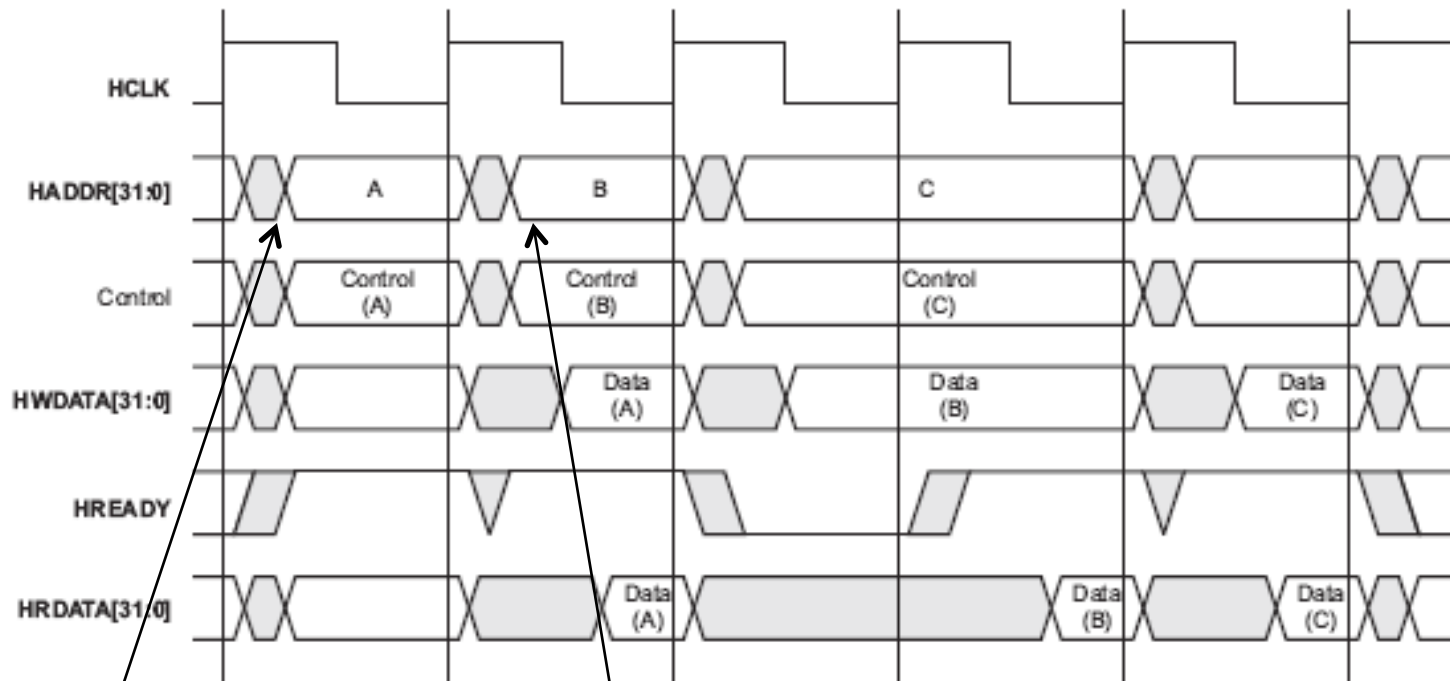 HCLK
HADDR[31:0]
A
B
C
Control
Control
(A)
Control
(B)
Control
(C)
HWDATA[31:0]
Data
(A)
Data
(B)
Data
(C)
HREADY
HRDATA[31:0]
Data
(A)
Data
(B)
Data
(C)